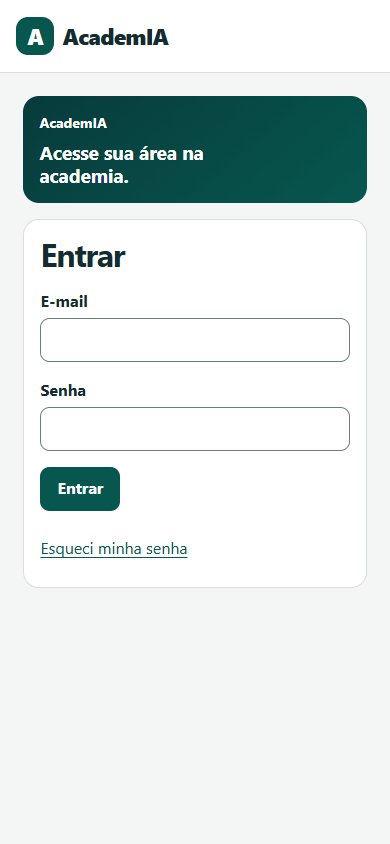 A AcademIA
AcademIA
Acesse sua área na
academia.
Entrar
E-mail
Senha
Entrar
Esqueci minha senha